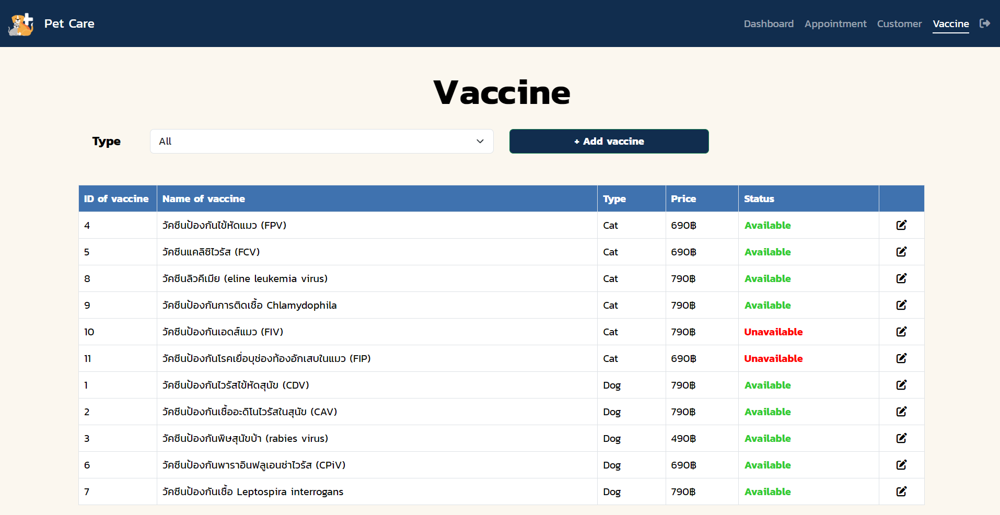 Pet Care
Dashboard Appointment Customer Vaccine
Vaccine
Type All + Add vaccine
ID of vaccine Name of vaccine Type Price Status
4 วัคซีนป้องกันไข้หัดแมว (FPV) Cat 690฿ Available
5 วัคซีนแคลิซิไวรัส (FCV) Cat 690฿ Available
8 วัคซีนลิวคีเมีย (eline leukemia virus) Cat 790฿ Available
9 วัคซีนป้องกันการติดเชื้อ Chlamydophila Cat 790฿ Available
10 วัคซีนป้องกันเอดส์แมว (FIV) Cat 790฿ Unavailable
11 วัคซีนป้องกันโรคเยื่อบุช่องท้องอักเสบในแมว (FIP) Cat 690฿ Unavailable
1 วัคซีนป้องกันไวรัสไข้หัดสุนัข (CDV) Dog 790฿ Available
2 วัคซีนป้องกันเชื้ออะดิโนไวรัสในสุนัข (CAV) Dog 790฿ Available
3 วัคซีนป้องกันพิษสุนัขบ้า (rabies virus) Dog 490฿ Available
6 วัคซีนป้องกันพาราอินฟลูเอนซ่าไวรัส (CPiV) Dog 690฿ Available
7 วัคซีนป้องกันเชื้อ Leptospira interrogans Dog 790฿ Available